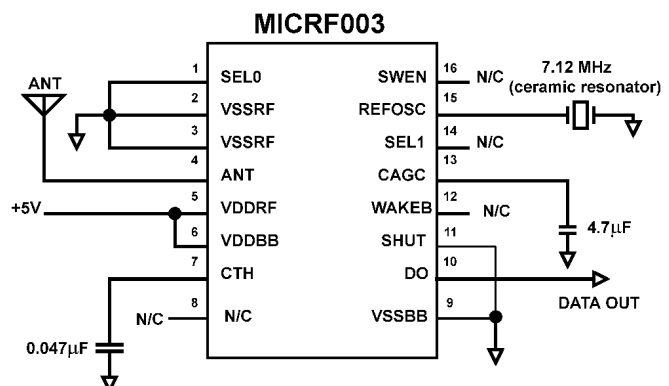 MICRF003
ANT
+5V
0.047µF
N/C
1 SEL0
2 VSSRF
3 VSSRF
4 ANT
5 VDDRF
6 VDDBB
7 CTH
8 N/C
SWEN 16 N/C
REFOSC 15
SEL1 14 N/C
CAGC 13
WAKEB 12 N/C
SHUT 11
DO 10
VSSBB 9
7.12 MHz
(ceramic resonator)
4.7µF
DATA OUT